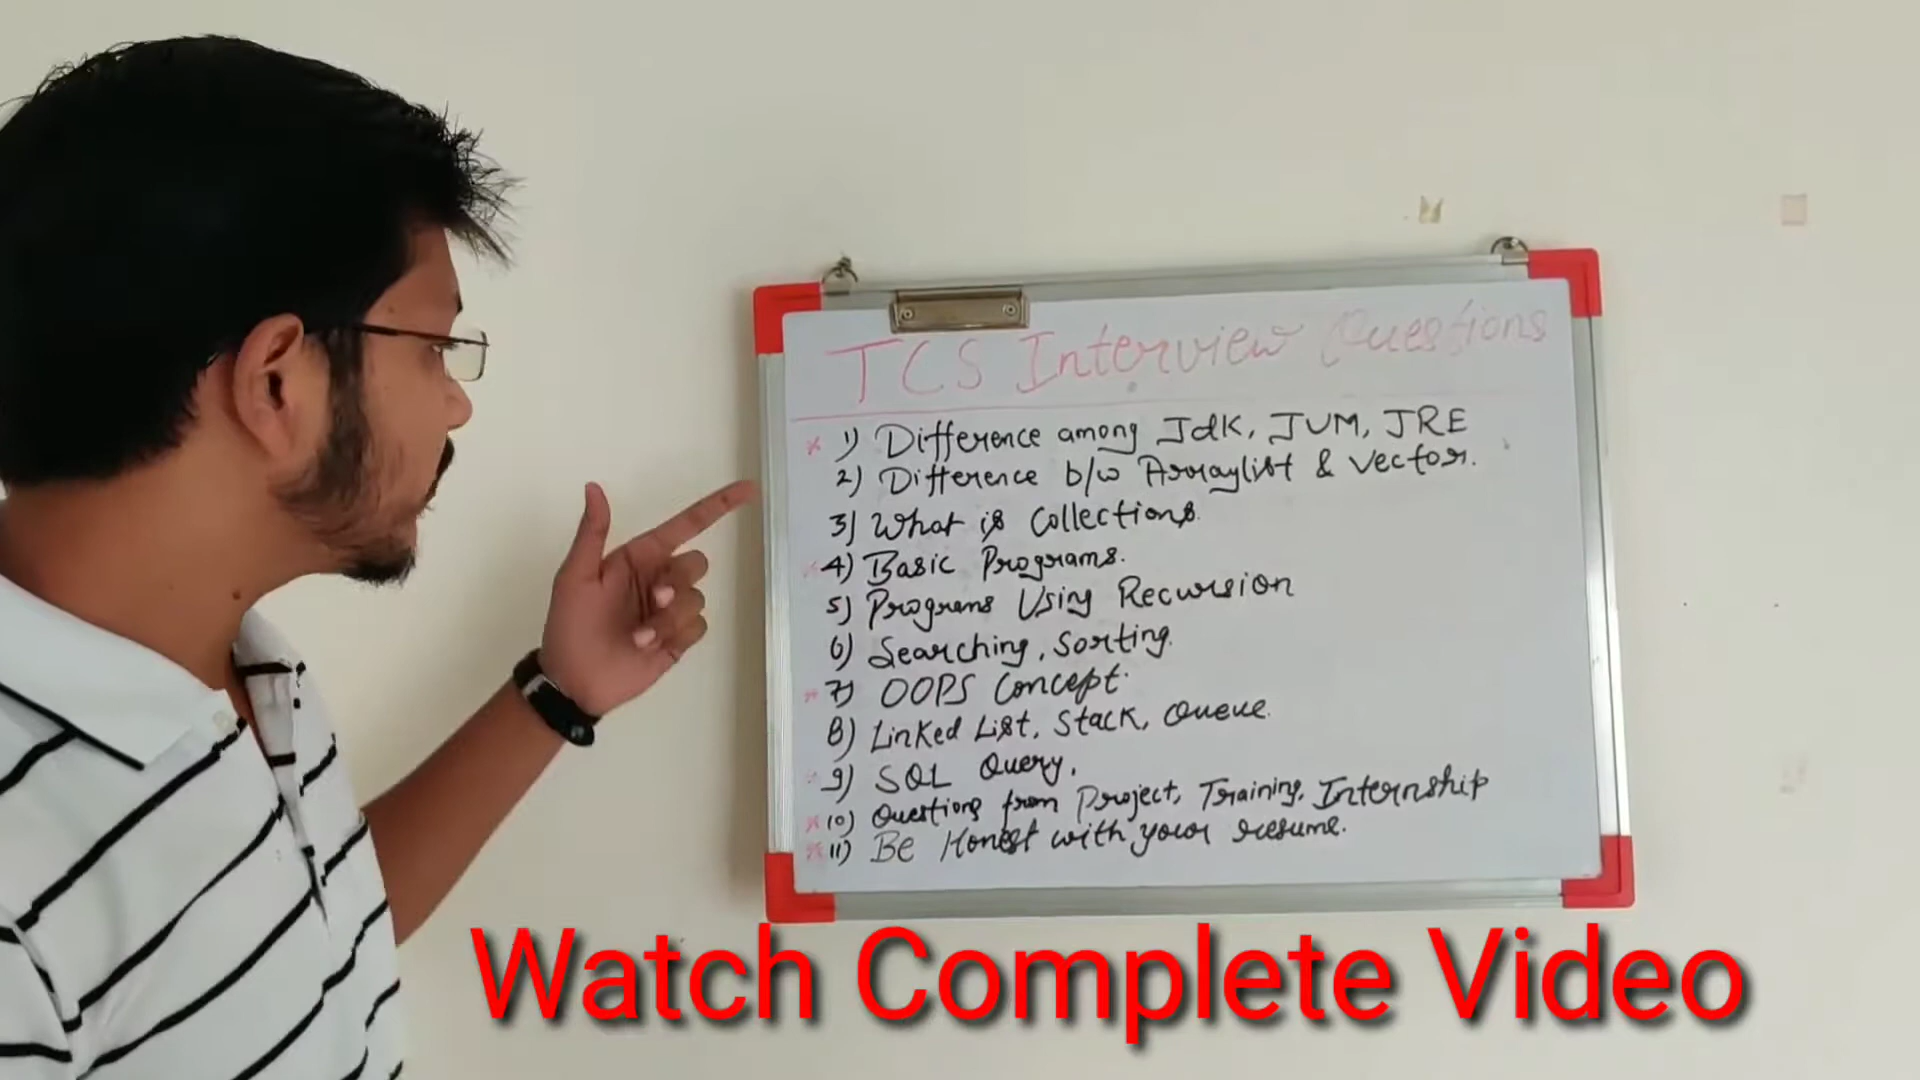 TCS Interview Questions
1) Difference among JdK, JVM, JRE
2) Difference b/w Arraylist & Vector.
3) What is Collections.
4) Basic Programs.
5) Programs Using Recursion
6) Searching, Sorting.
7) OOPS Concept.
8) Linked List, Stack, Queue.
9) SQL Query.
10) Questions from Project, Training, Internship
11) Be Honest with your resume.
Watch Complete Video